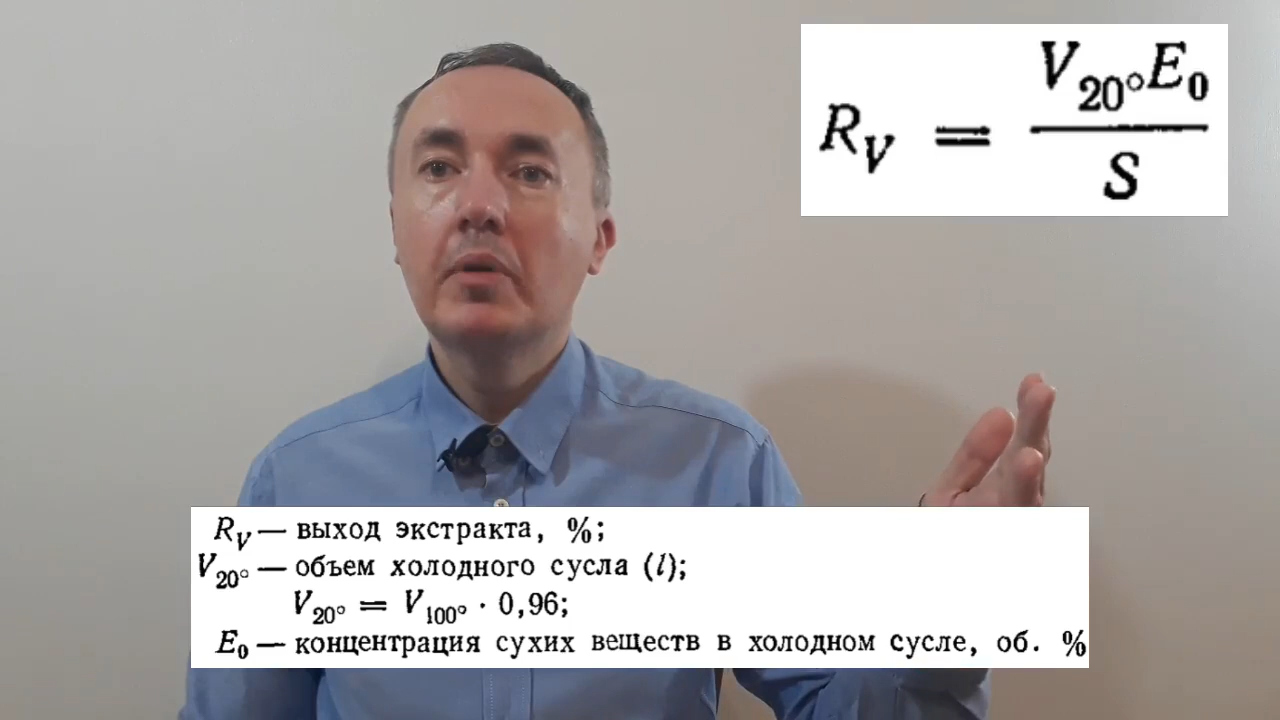 R_V = V_20° E_0 / S
R_V — выход экстракта, %;
V_20° — объем холодного сусла (l);
V_20° = V_100° · 0,96;
E_0 — концентрация сухих веществ в холодном сусле, об. %